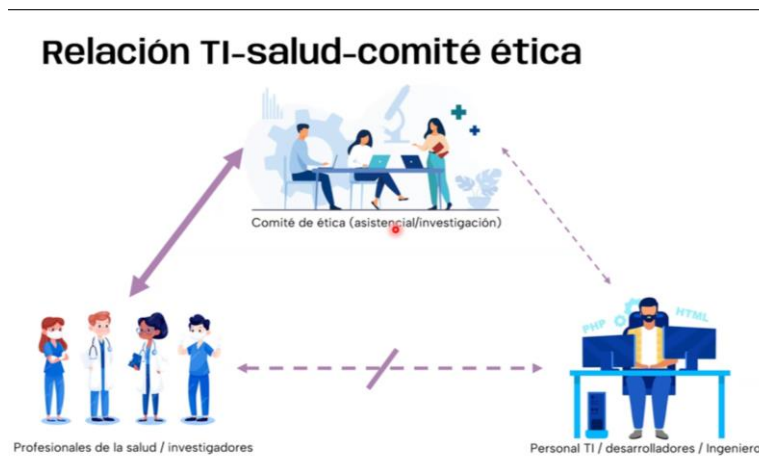 Relación TI-salud-comité ética
Comité de ética (asistencial/investigación)
PHP
HTML
Profesionales de la salud / investigadores
Personal TI / desarrolladores / Ingeniero